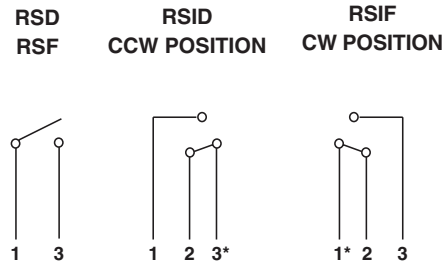 RSD
RSF
RSID
CCW POSITION
RSIF
CW POSITION
1 3
1 2 3*
1* 2 3